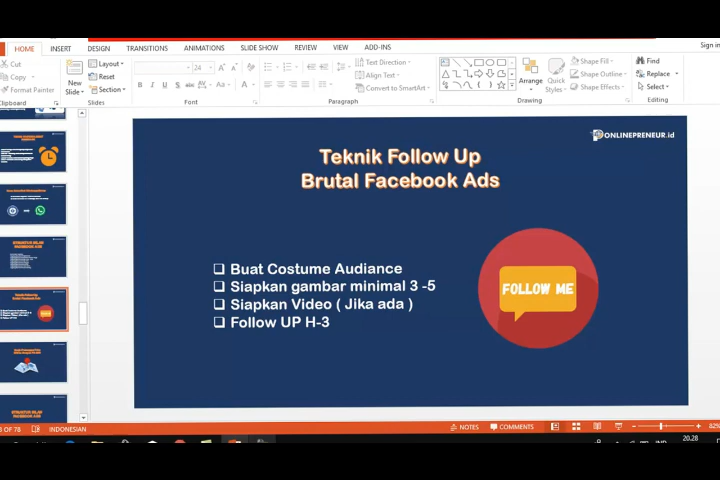 HOME INSERT DESIGN TRANSITIONS ANIMATIONS SLIDE SHOW REVIEW VIEW ADD-INS Sign in
Cut
Copy
Format Painter
New
Slide
Layout
Reset
Section
24
Text Direction
Align Text
Convert to SmartArt
Arrange
Quick
Styles
Shape Fill
Shape Outline
Shape Effects
Find
Replace
Select
Slides Font Paragraph Drawing Editing
ONLINEPRENEUR.id
Teknik Follow Up
Brutal Facebook Ads
Buat Costume Audiance
Siapkan gambar minimal 3 -5
Siapkan Video ( Jika ada )
Follow UP H-3
FOLLOW ME
OF 78 INDONESIAN NOTES COMMENTS 82%
20.28